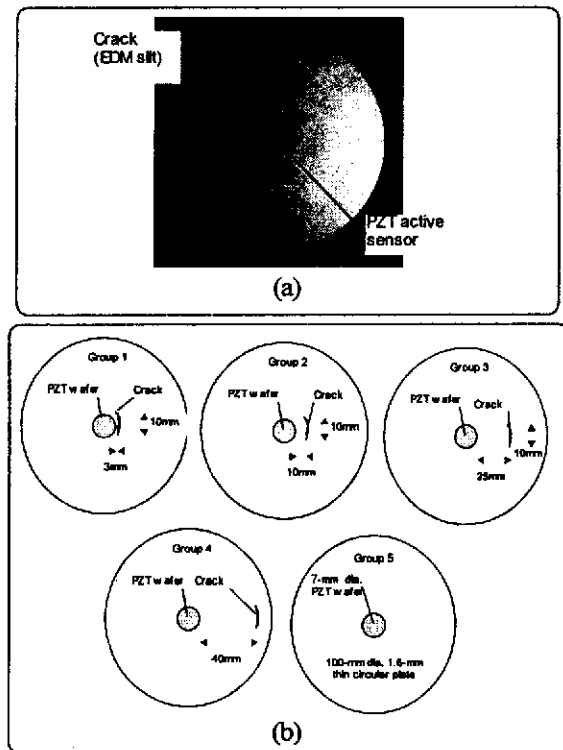 Crack
(EDM slit)
PZT active
sensor
(a)
Group 1
PZT wafer Crack
10mm
3mm
Group 2
PZT wafer Crack
10mm
10mm
Group 3
PZT wafer
Crack
10mm
25mm
Group 4
PZT wafer Crack
40mm
Group 5
7-mm dia.
PZT wafer
100-mm dia. 1.6-mm
thin circular plate
(b)